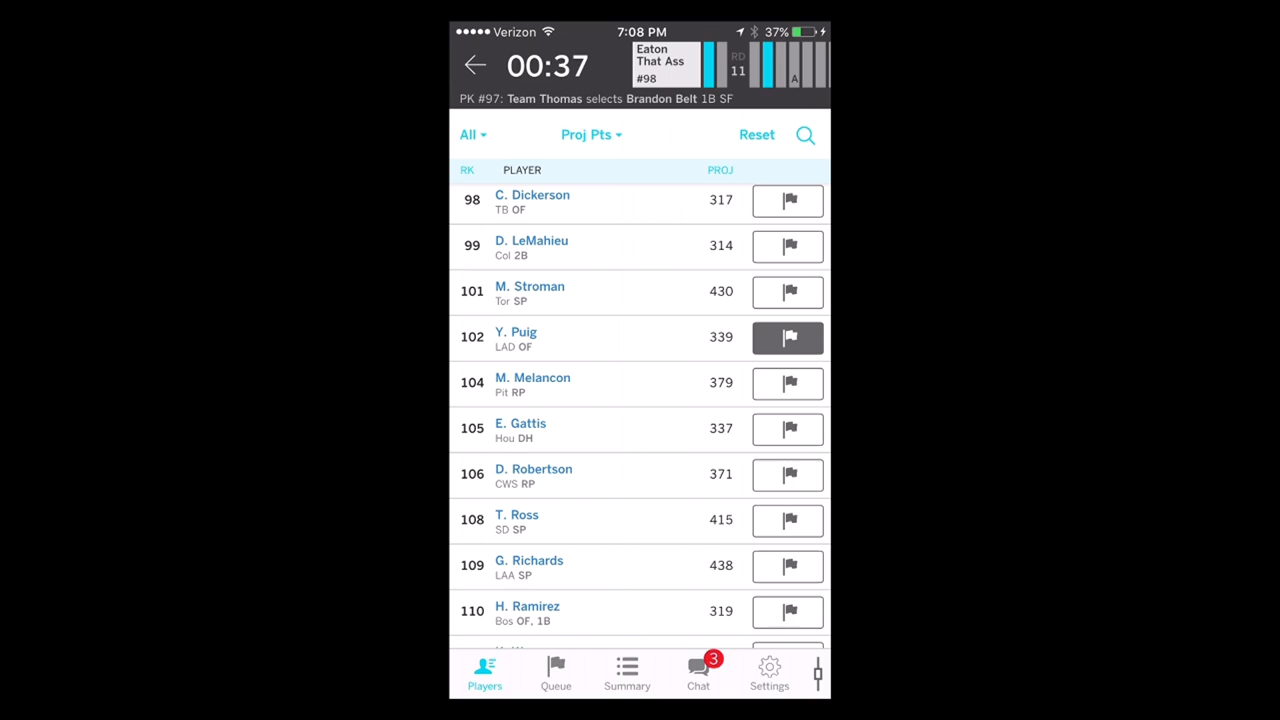 Verizon 7:08 PM 37%
00:37
Eaton That Ass #98
RD 11
A
PK #97: Team Thomas selects Brandon Belt 1B SF
All Proj Pts Reset
RK PLAYER PROJ
98 C. Dickerson 317
TB OF
99 D. LeMahieu 314
Col 2B
101 M. Stroman 430
Tor SP
102 Y. Puig 339
LAD OF
104 M. Melancon 379
Pit RP
105 E. Gattis 337
Hou DH
106 D. Robertson 371
CWS RP
108 T. Ross 415
SD SP
109 G. Richards 438
LAA SP
110 H. Ramirez 319
Bos OF, 1B
3
Players Queue Summary Chat Settings